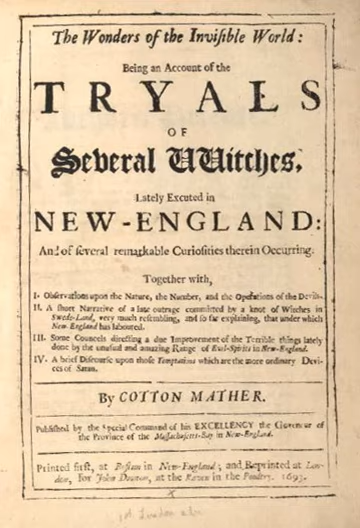 The Wonders of the Invisible World:
Being an Account of the
TRYALS
OF
Several VVitches,
Lately Excuted in
NEW-ENGLAND:
And of several remarkable Curiosities therein Occurring.
Together with,
I. Observations upon the Nature, the Number, and the Operations of the Devils.
II. A short Narrative of a late outrage committed by a knot of Witches in
Swede-Land, very much resembling, and so far explaining, that under which
New England has laboured.
III. Some Councels directing a due Improvement of the Terrible things lately
done by the unusual and amazing Range of Evil-Spirits in New-England.
IV. A brief Discourse upon those Temptations which are the more ordinary Devi-
ces of Satan.
By COTTON MATHER.
Published by the Special Command of his EXCELLENCY the Governour of
the Province of the Massachusetts-Bay in New-England.
Printed first, at Boston in New-England; and Reprinted at Lon-
don, for John Dunton, at the Raven in the Poultry. 1693.